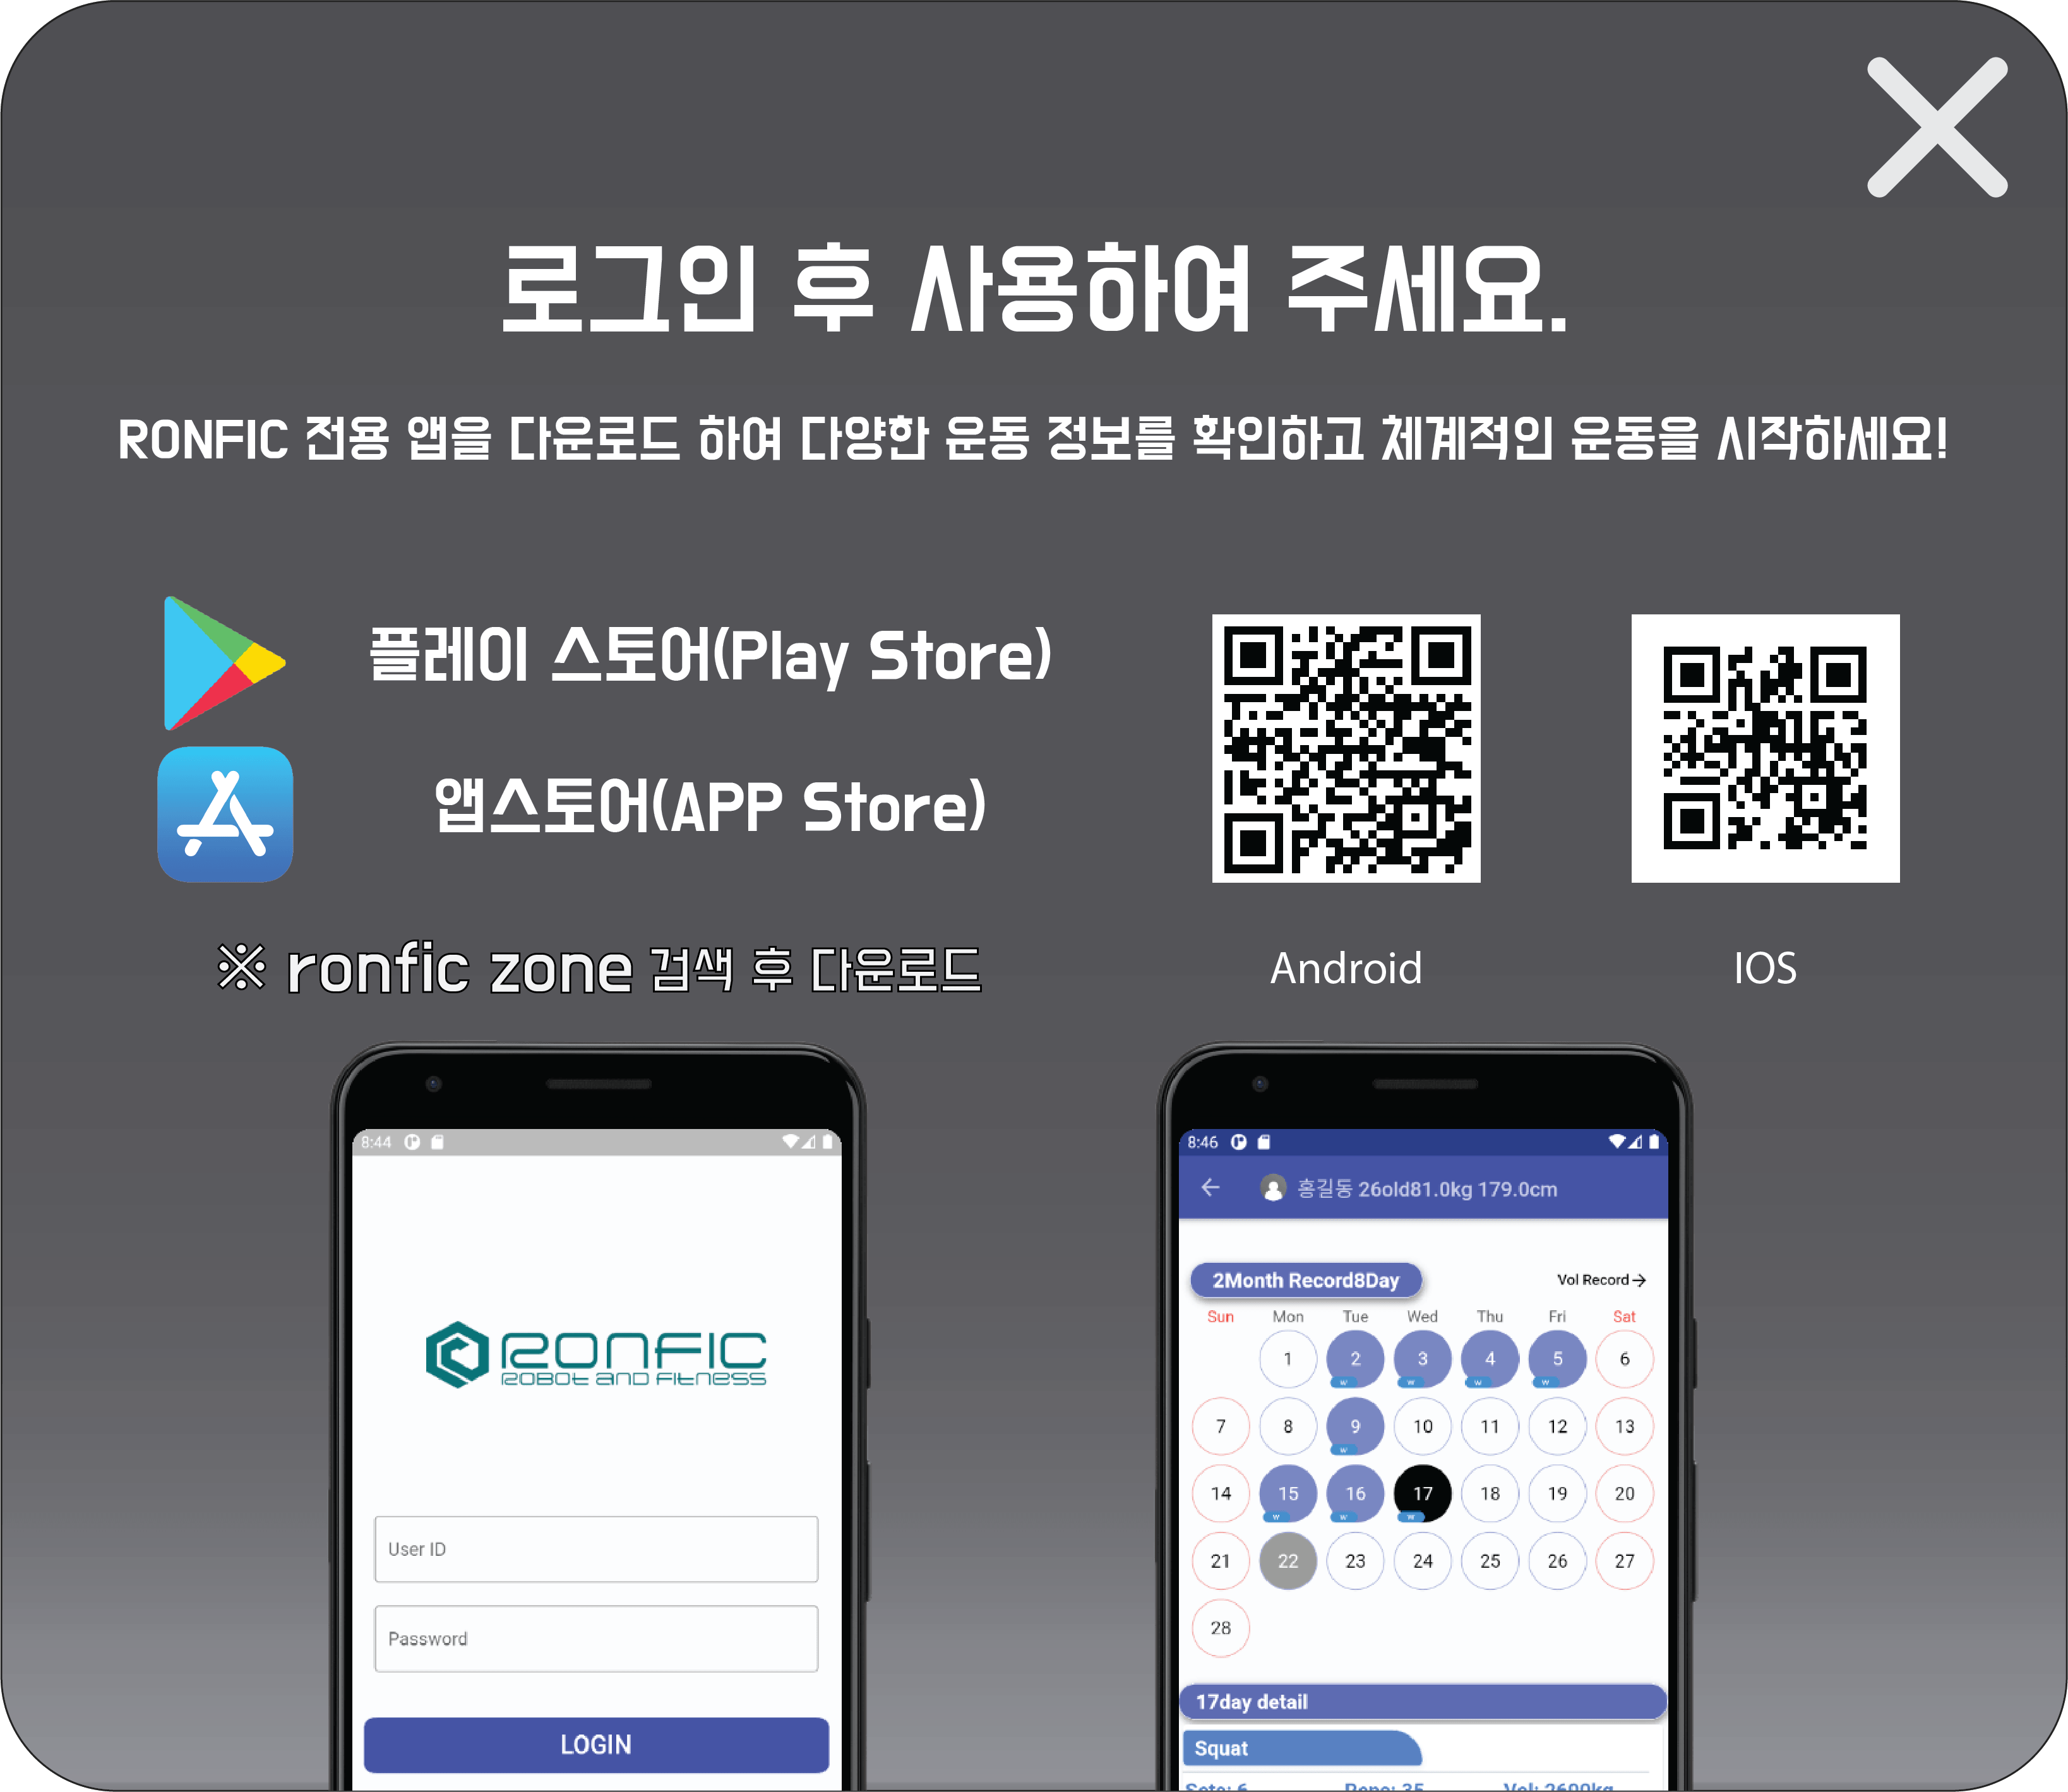 로그인 후 사용하여 주세요.
RONFIC 전용 앱을 다운로드 하여 다양한 운동 정보를 확인하고 체계적인 운동을 시작하세요!
플레이 스토어(Play Store)
앱스토어(APP Store)
※ ronfic zone 검색 후 다운로드
Android
IOS
8:44
RONFIC
ROBOT AND FITNESS
User ID
Password
LOGIN
8:46
홍길동 26old81.0kg 179.0cm
2Month Record8Day
Vol Record→
Sun Mon Tue Wed Thu Fri Sat
1 2 3 4 5 6
W W W W
7 8 9 10 11 12 13
W
14 15 16 17 18 19 20
W W W
21 22 23 24 25 26 27
28
17day detail
Squat
Sets: 6 Reps: 35 Vol: 2690kg